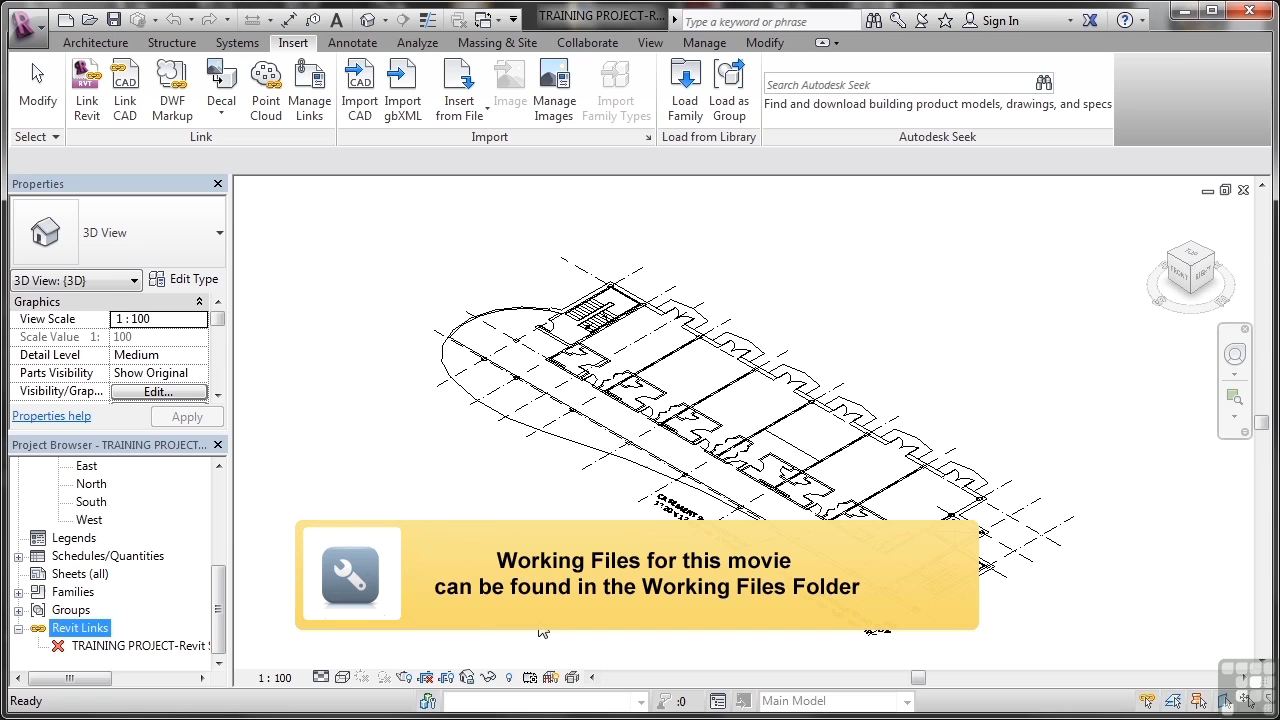 TRAINING PROJECT-R...
Type a keyword or phrase
Sign In
Architecture Structure Systems Insert Annotate Analyze Massing & Site Collaborate View Manage Modify
Modify
Link Revit
Link CAD
DWF Markup
Decal
Point Cloud
Manage Links
Import CAD
Import gbXML
Insert from File
Image
Manage Images
Import Family Types
Load Family
Load as Group
Search Autodesk Seek
Find and download building product models, drawings, and specs
Select Link Import Load from Library Autodesk Seek
Properties
3D View
3D View: {3D} Edit Type
Graphics
View Scale 1 : 100
Scale Value 1: 100
Detail Level Medium
Parts Visibility Show Original
Visibility/Grap... Edit...
Properties help Apply
Project Browser - TRAINING PROJECT...
East
North
South
West
Legends
Schedules/Quantities
Sheets (all)
Families
Groups
Revit Links
TRAINING PROJECT-Revit
TOP
FRONT
RIGHT
Working Files for this movie
can be found in the Working Files Folder
1 : 100
Ready
:0
Main Model